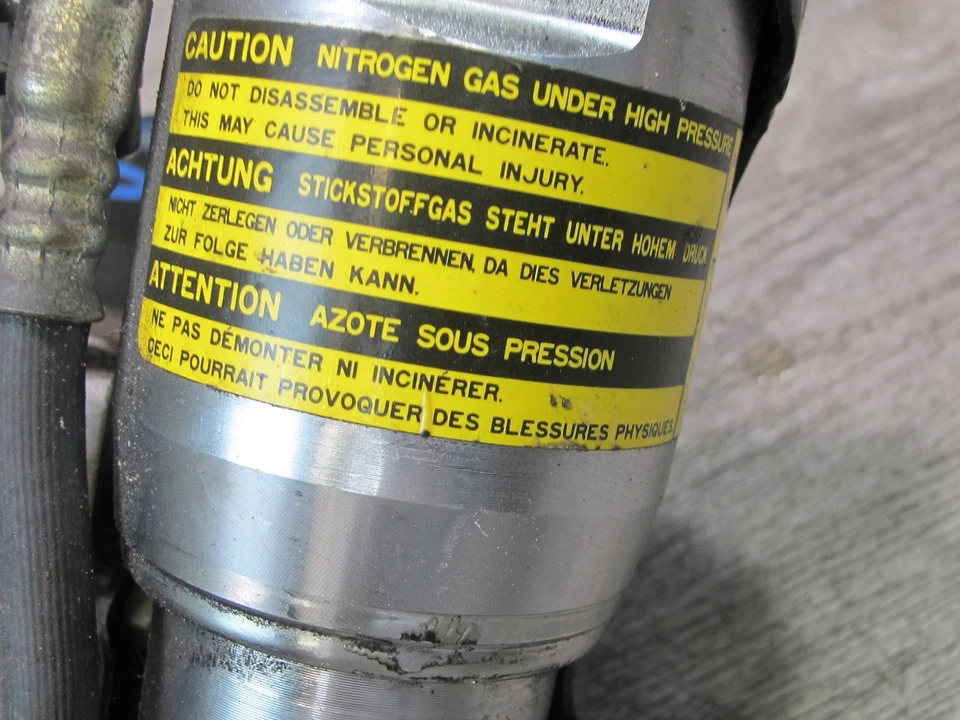 CAUTION NITROGEN GAS UNDER HIGH PRESSURE
DO NOT DISASSEMBLE OR INCINERATE.
THIS MAY CAUSE PERSONAL INJURY.
ACHTUNG STICKSTOFFGAS STEHT UNTER HOHEM DRUCK
NICHT ZERLEGEN ODER VERBRENNEN, DA DIES VERLETZUNGEN
ZUR FOLGE HABEN KANN.
ATTENTION AZOTE SOUS PRESSION
NE PAS DÉMONTER NI INCINÉRER.
CECI POURRAIT PROVOQUER DES BLESSURES PHYSIQUES.